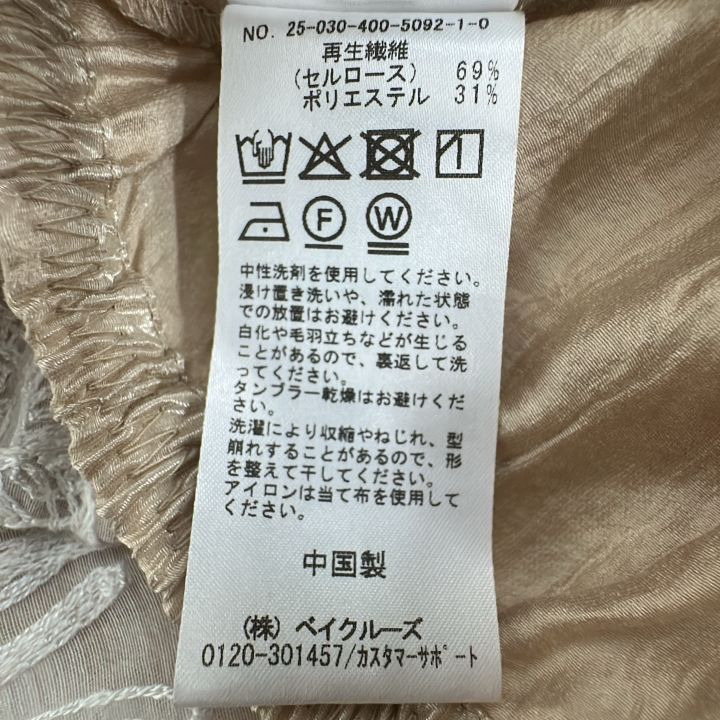 NO. 25-030-400-5092-1-0
再生繊維
(セルロース) 69%
ポリエステル 31%
F
W
中性洗剤を使用してください。
浸け置き洗いや、濡れた状態
での放置はお避けください。
白化や毛羽立ちなどが生じる
ことがあるので、裏返して洗
ってください。
タンブラー乾燥はお避けくだ
さい。
洗濯により収縮やねじれ、型
崩れすることがあるので、形
を整えて干してください。
アイロンは当て布を使用して
ください。
中国製
(株) ベイクルーズ
0120-301457/ｶｽﾀﾏｰｻﾎﾟｰﾄ